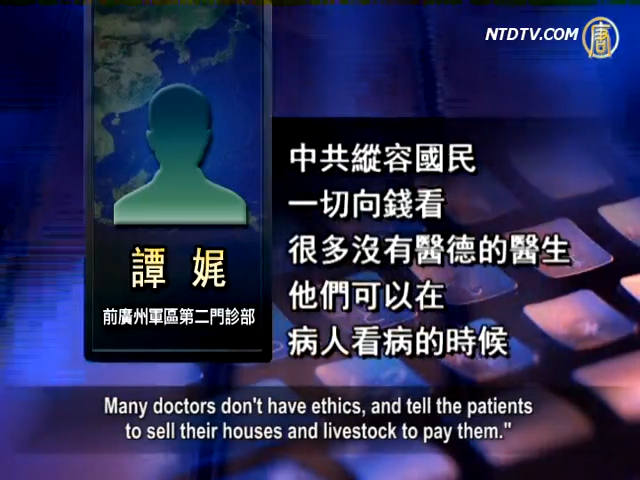 NTDTV.COM
唐
譚 娓
前廣州軍區第二門診部
中共縱容國民
一切向錢看
很多沒有醫德的醫生
他們可以在
病人看病的時候
Many doctors don't have ethics, and tell the patients
to sell their houses and livestock to pay them."